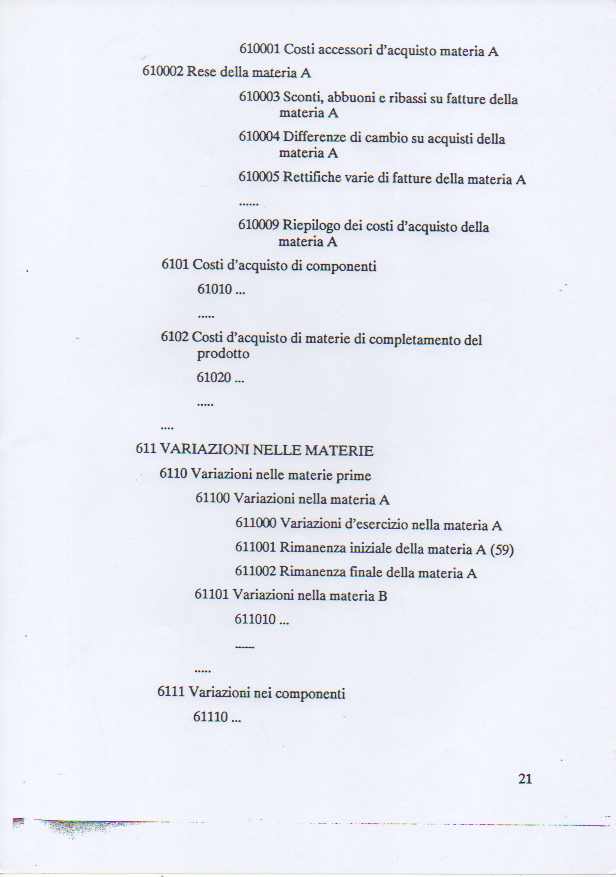 610001 Costi accessori d'acquisto materia A
610002 Rese della materia A
610003 Sconti, abbuoni e ribassi su fatture della
materia A
610004 Differenze di cambio su acquisti della
materia A
610005 Rettifiche varie di fatture della materia A
......
610009 Riepilogo dei costi d'acquisto della
materia A
6101 Costi d'acquisto di componenti
61010 ...
.....
6102 Costi d'acquisto di materie di completamento del
prodotto
61020 ...
.....
....
611 VARIAZIONI NELLE MATERIE
6110 Variazioni nelle materie prime
61100 Variazioni nella materia A
611000 Variazioni d'esercizio nella materia A
611001 Rimanenza iniziale della materia A (59)
611002 Rimanenza finale della materia A
61101 Variazioni nella materia B
611010 ...
......
.....
6111 Variazioni nei componenti
61110 ...
21